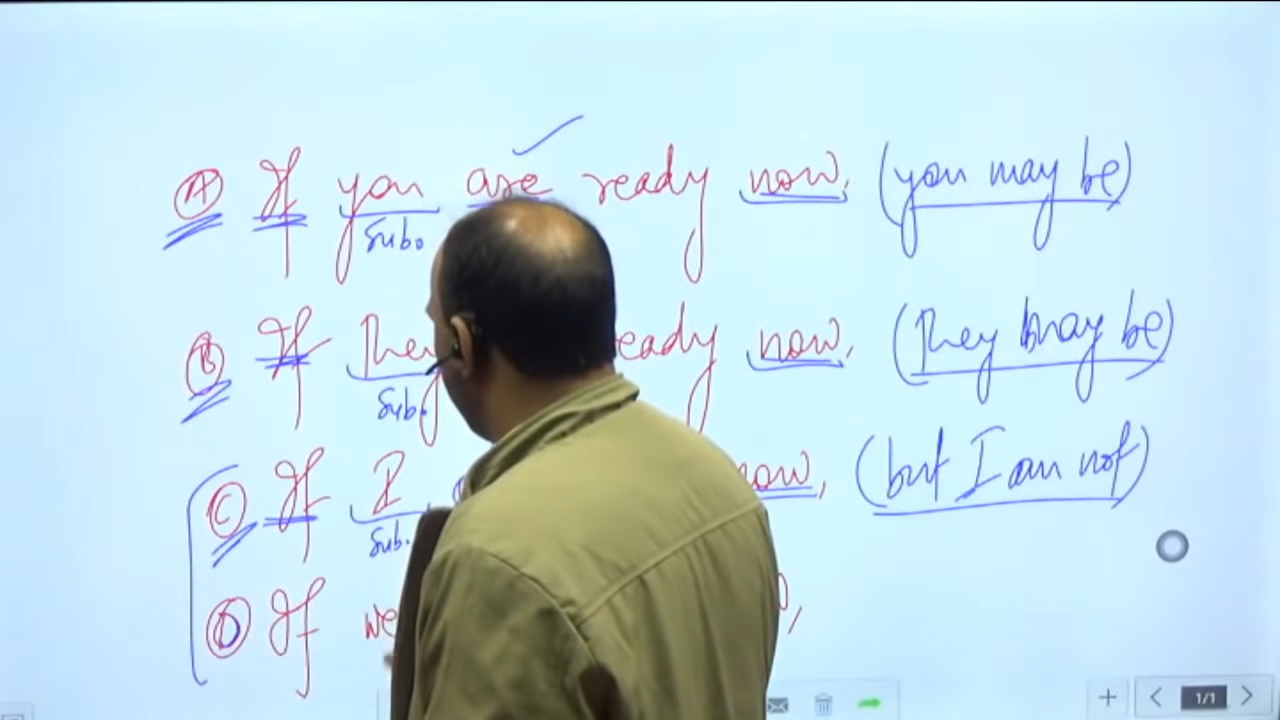 (A) If you are ready now, (you may be)
Sub.
(B) If They ready now, (They may be)
Sub.
(C) If I now, (but I am not)
Sub.
(D) If we
1/1